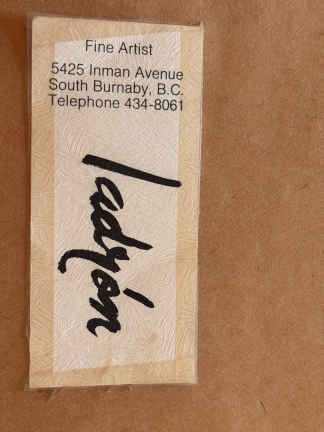 Fine Artist
5425 Inman Avenue
South Burnaby, B.C.
Telephone 434-8061
ladrón